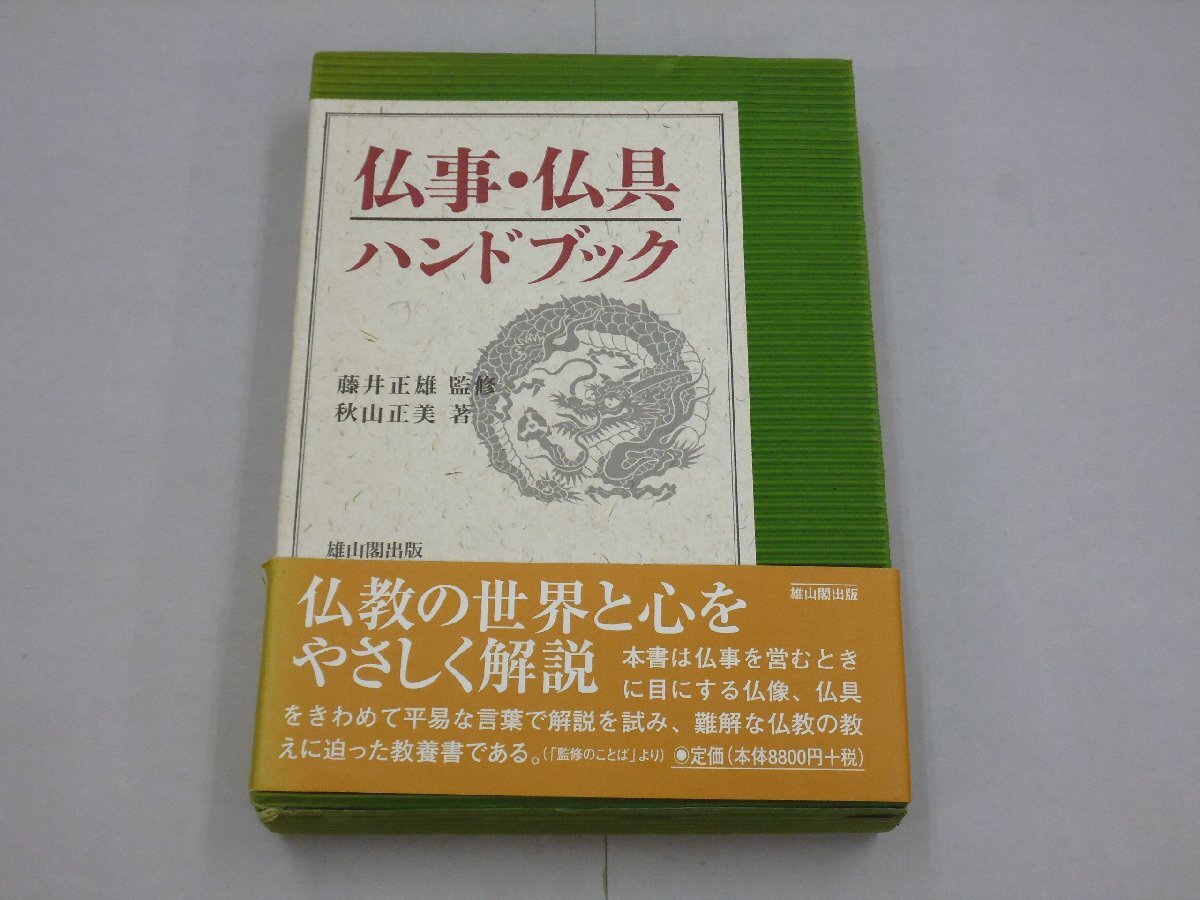 仏事・仏具
ハンドブック
藤井正雄 監修
秋山正美 著
雄山閣出版
仏教の世界と心を
やさしく解説
雄山閣出版
本書は仏事を営むとき
に目にする仏像、仏具
をきわめて平易な言葉で解説を試み、難解な仏教の教
えに迫った教養書である。(「監修のことば」より) ◉定価(本体8800円+税)